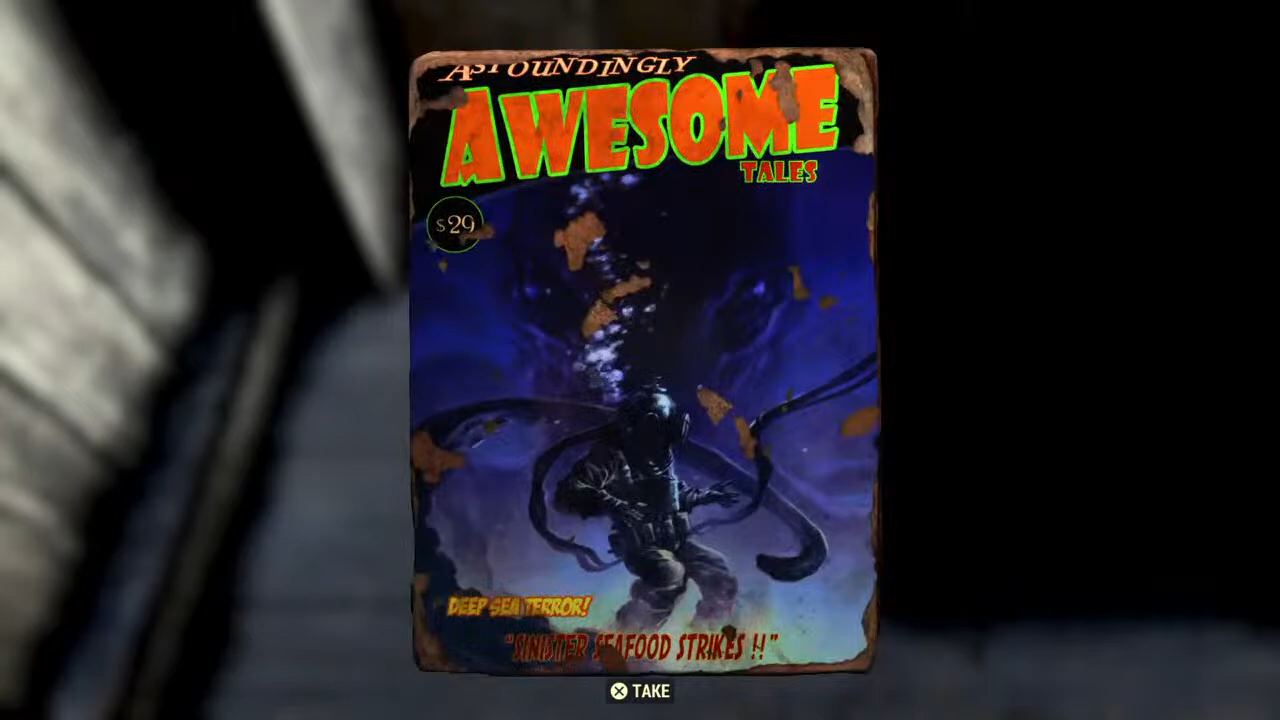 ASTOUNDINGLY
AWESOME
TALES
$29
DEEP SEA TERROR!
"SINISTER SEAFOOD STRIKES !!"
TAKE